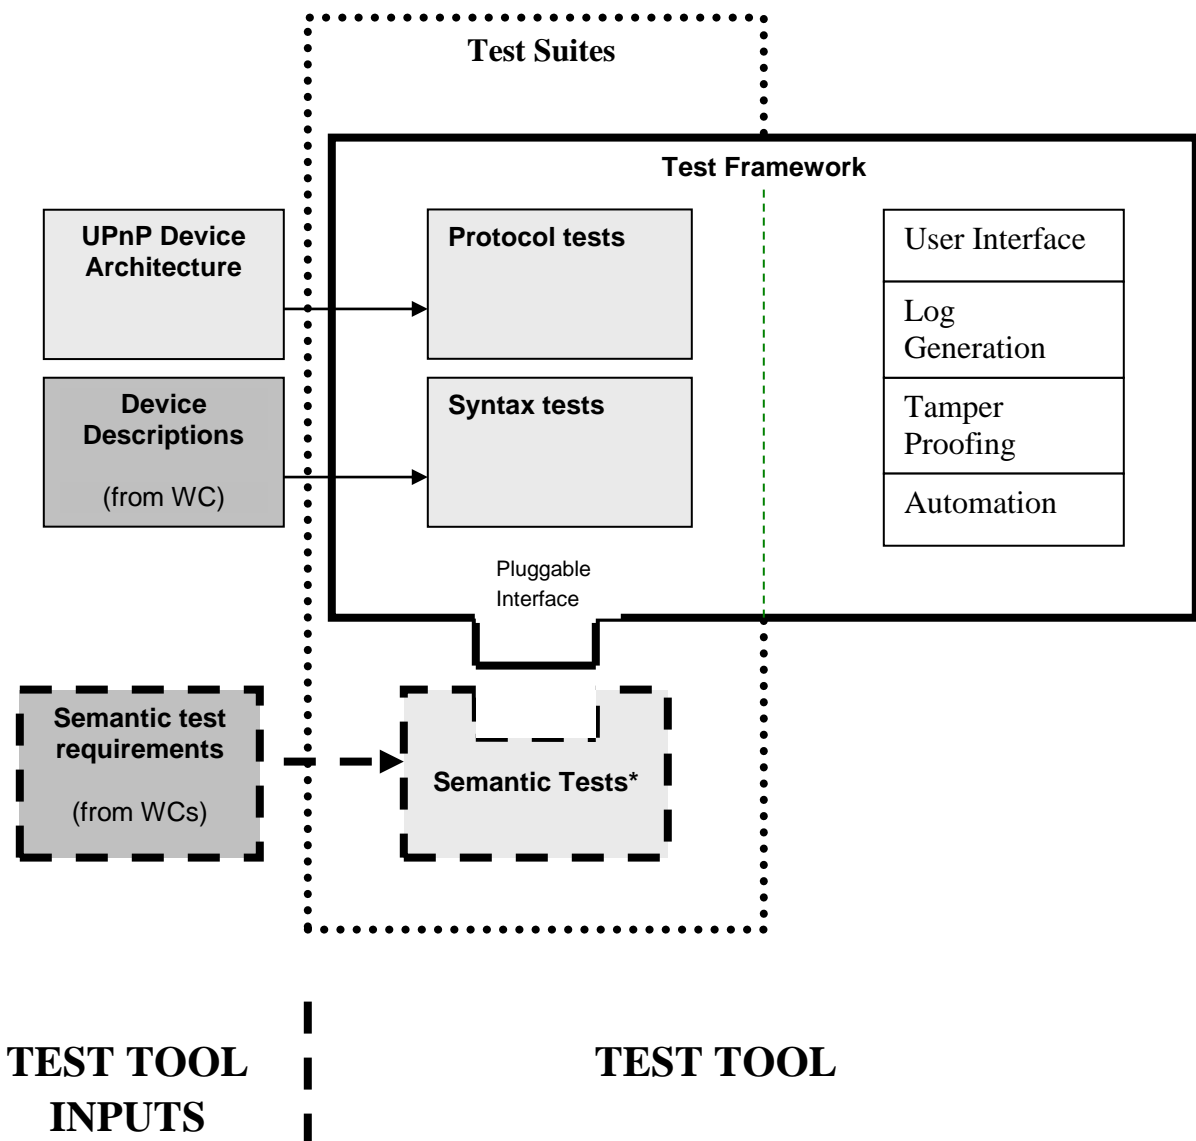 Test Suites
Test Framework
UPnP Device
Architecture
Protocol tests
User Interface
Log
Generation
Device
Descriptions
(from WC)
Syntax tests
Tamper
Proofing
Automation
Pluggable
Interface
Semantic test
requirements
(from WCs)
Semantic Tests*
TEST TOOL
INPUTS
TEST TOOL